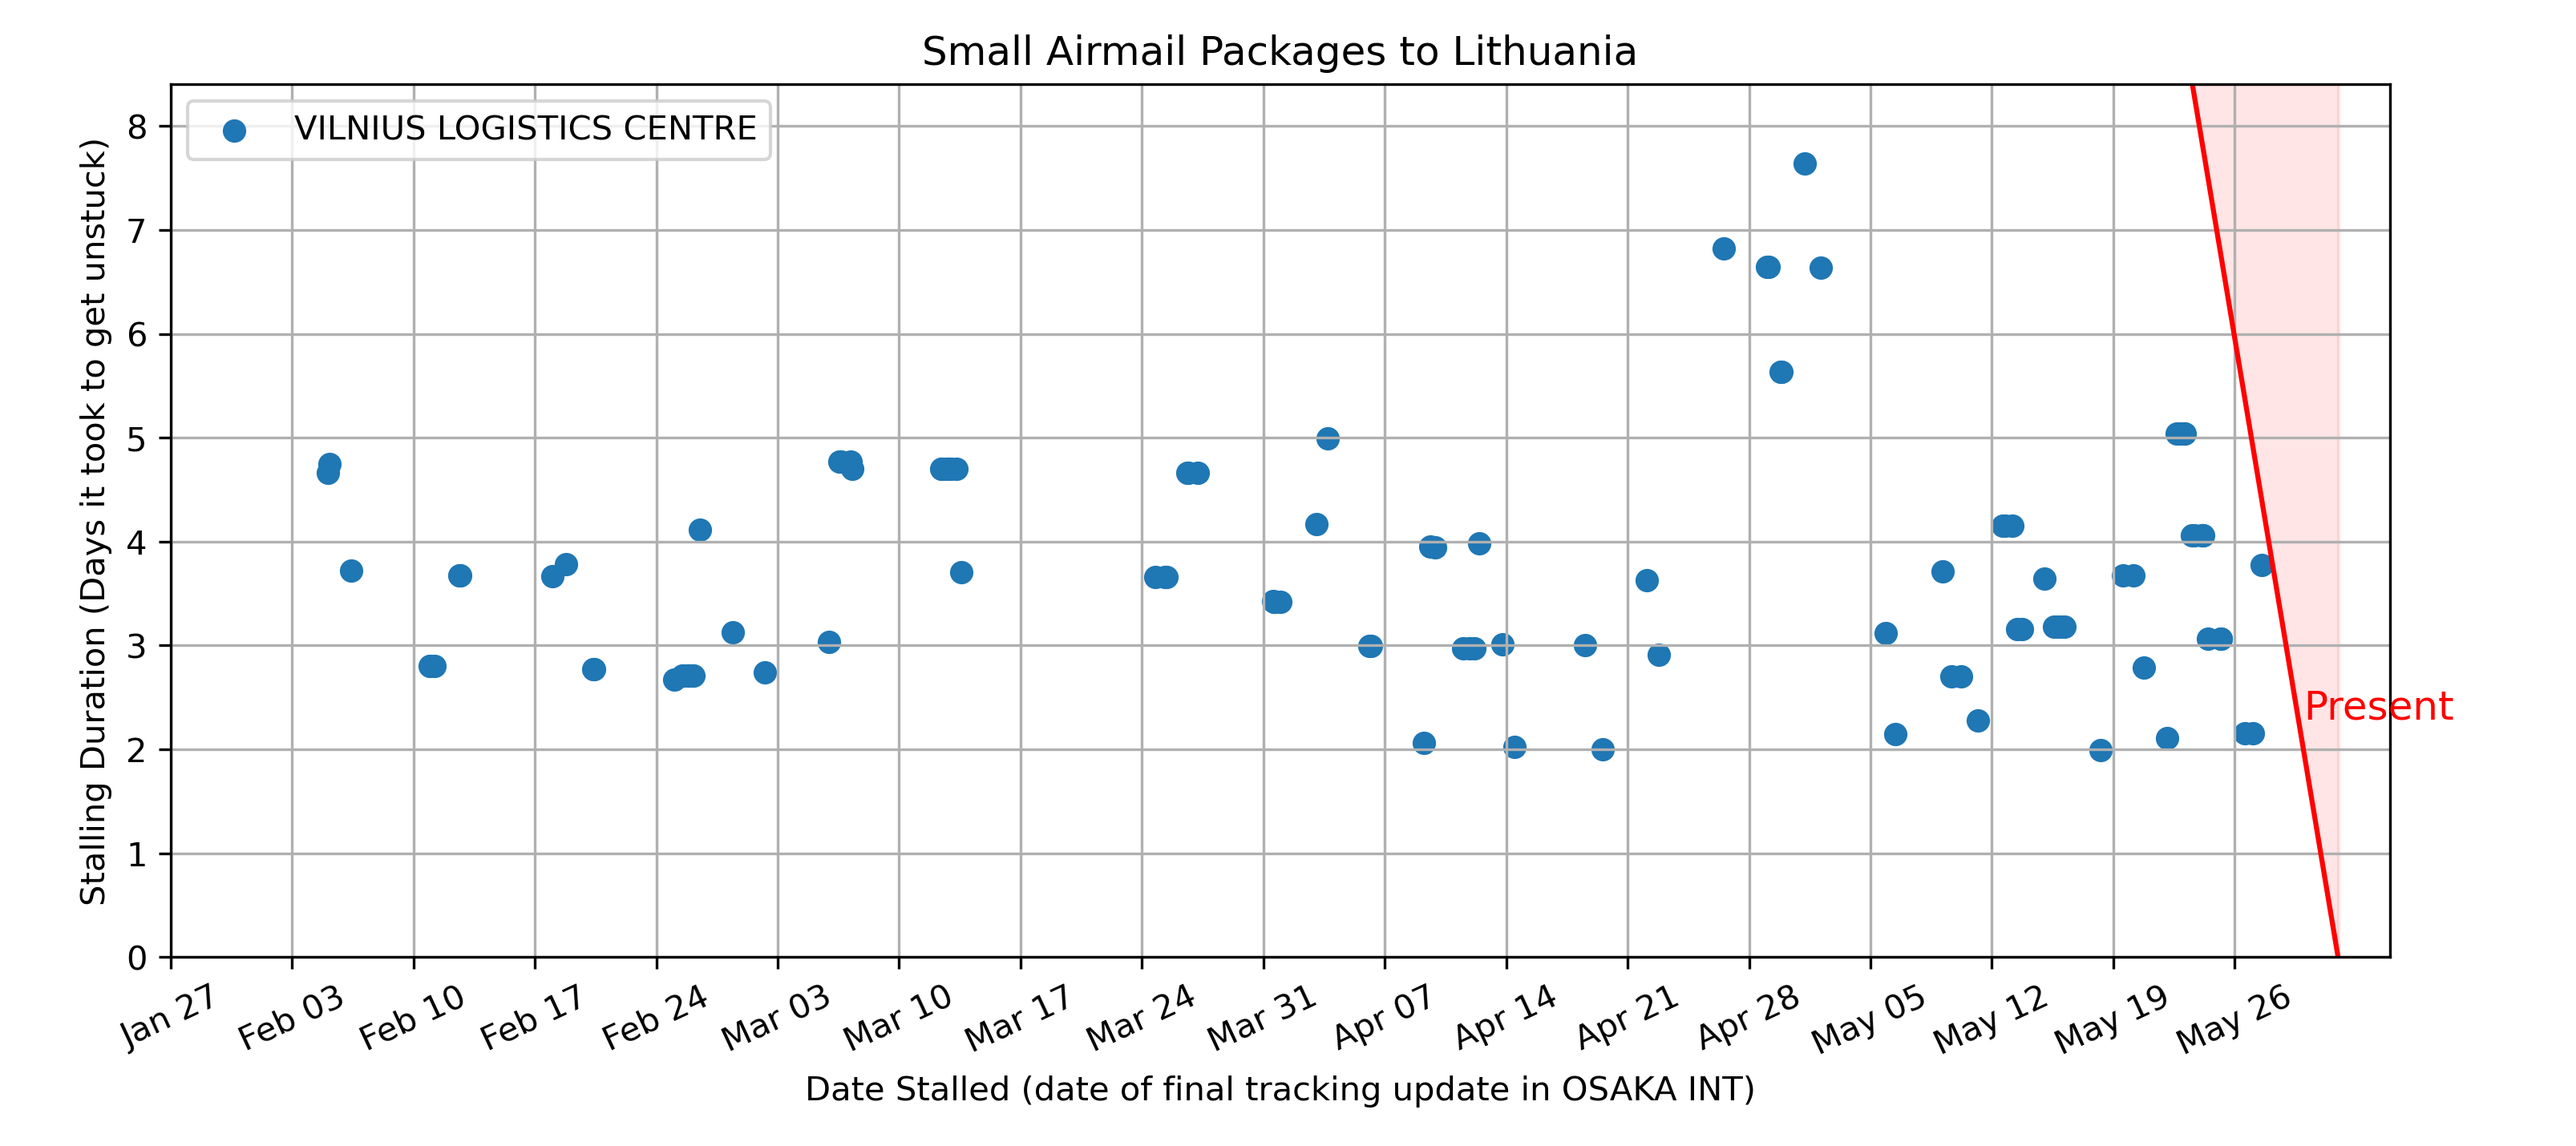 Small Airmail Packages to Lithuania
VILNIUS LOGISTICS CENTRE
Stalling Duration (Days it took to get unstuck)
8
7
6
5
4
3
2
1
0
Present
Jan 27
Feb 03
Feb 10
Feb 17
Feb 24
Mar 03
Mar 10
Mar 17
Mar 24
Mar 31
Apr 07
Apr 14
Apr 21
Apr 28
May 05
May 12
May 19
May 26
Date Stalled (date of final tracking update in OSAKA INT)